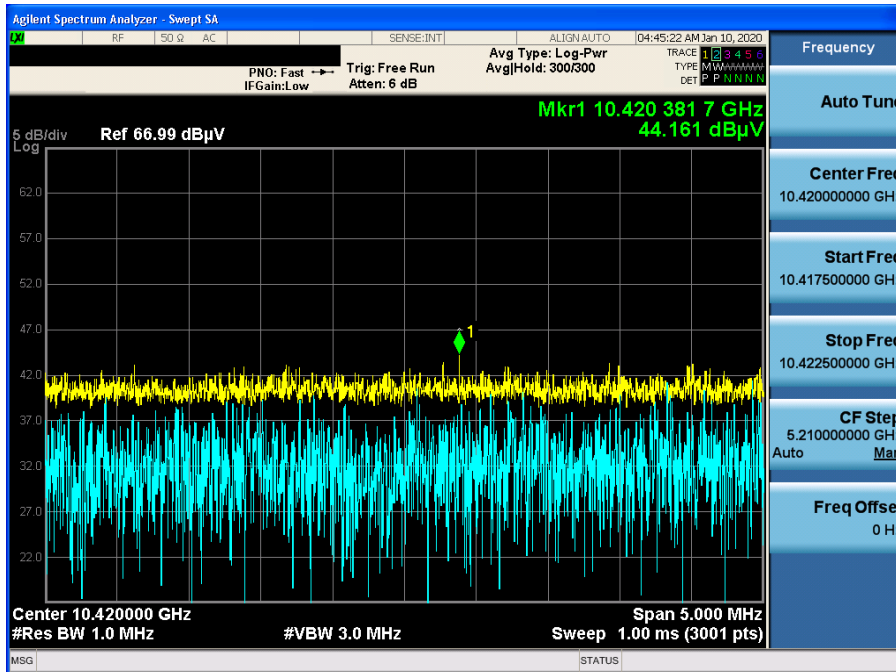 Agilent Spectrum Analyzer - Swept SA
LXI RF 50 Ω AC SENSE:INT ALIGN AUTO 04:45:22 AM Jan 10, 2020
PNO: Fast
IFGain:Low
Trig: Free Run
Atten: 6 dB
Avg Type: Log-Pwr
Avg|Hold: 300/300
TRACE 1 2 3 4 5 6
TYPE MWWWWW
DET P P N N N N
Mkr1 10.420 381 7 GHz
44.161 dBµV
5 dB/div Ref 66.99 dBµV
Log
62.0
57.0
52.0
47.0
1
42.0
37.0
32.0
27.0
22.0
Center 10.420000 GHz Span 5.000 MHz
#Res BW 1.0 MHz #VBW 3.0 MHz Sweep 1.00 ms (3001 pts)
MSG STATUS
Frequency
Auto Tun
Center Fre
10.420000000 GH
Start Fre
10.417500000 GH
Stop Fre
10.422500000 GH
CF Step
5.210000000 GH
Auto Ma
Freq Offse
0 H